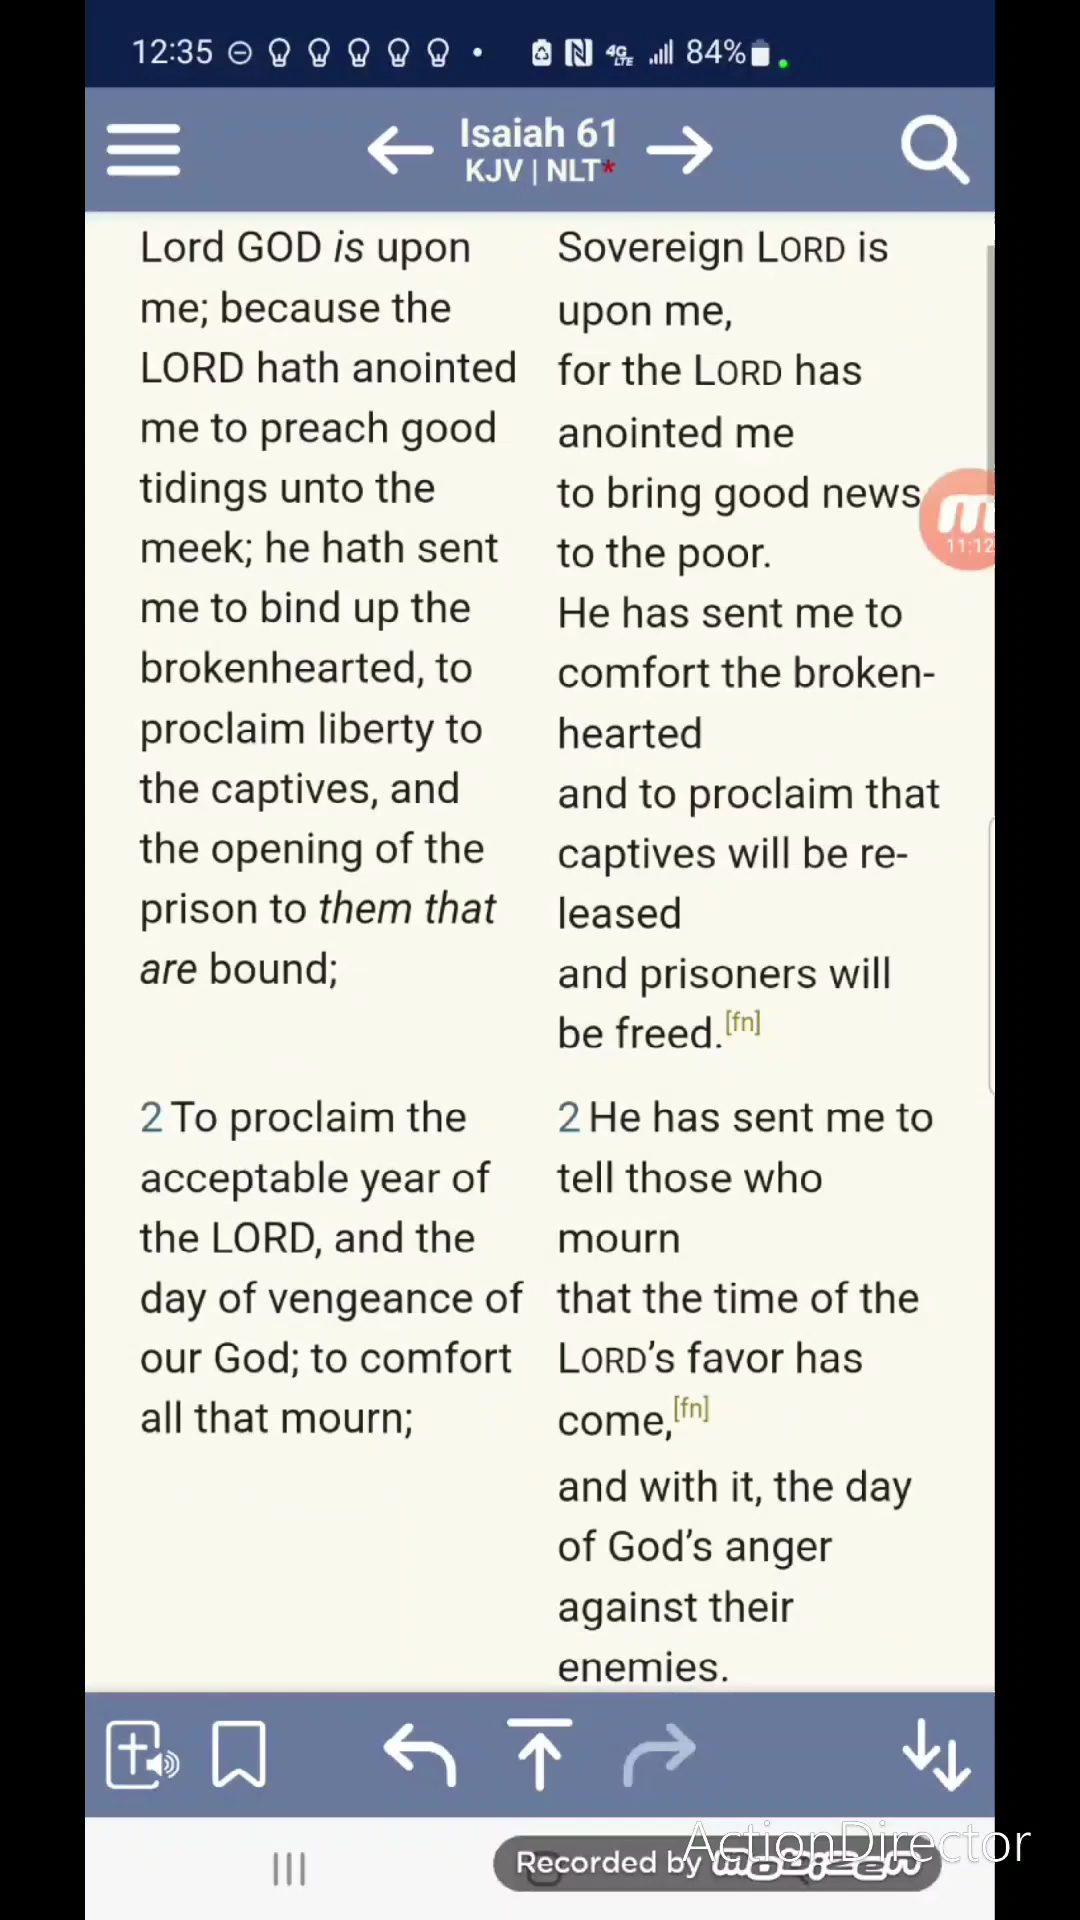 12:35
84%
Isaiah 61
KJV | NLT*
Lord GOD is upon
me; because the
LORD hath anointed
me to preach good
tidings unto the
meek; he hath sent
me to bind up the
brokenhearted, to
proclaim liberty to
the captives, and
the opening of the
prison to them that
are bound;
2 To proclaim the
acceptable year of
the LORD, and the
day of vengeance of
our God; to comfort
all that mourn;
Sovereign LORD is
upon me,
for the LORD has
anointed me
to bring good news
to the poor.
He has sent me to
comfort the broken-
hearted
and to proclaim that
captives will be re-
leased
and prisoners will
be freed.[fn]
2 He has sent me to
tell those who
mourn
that the time of the
LORD’s favor has
come,[fn]
and with it, the day
of God’s anger
against their
enemies.
m
11:12
4G LTE
ActionDirector
Recorded by mobizen